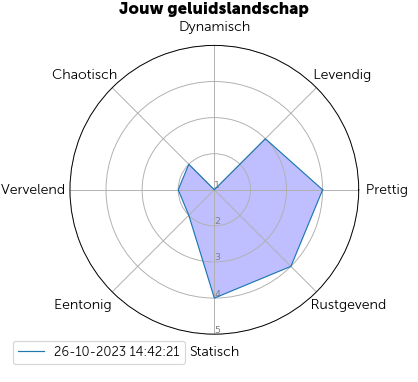 Jouw geluidslandschap
Dynamisch
Chaotisch
Levendig
Vervelend
1
Prettig
2
3
4
Eentonig
Rustgevend
5
26-10-2023 14:42:21
Statisch